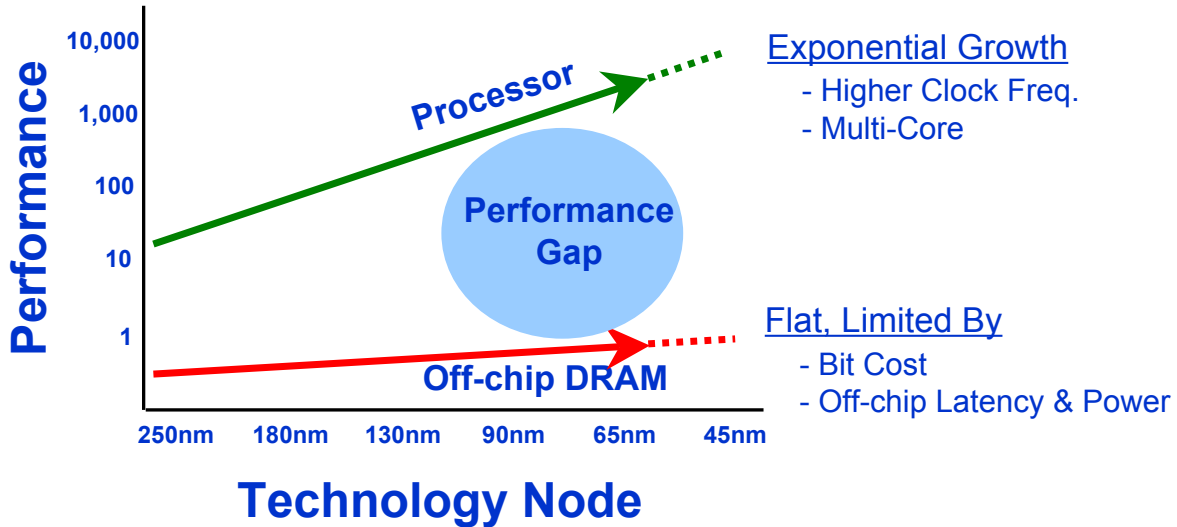 Performance
10,000
1,000
100
10
1
Processor
Performance
Gap
Off-chip DRAM
250nm 180nm 130nm 90nm 65nm 45nm
Technology Node
Exponential Growth
- Higher Clock Freq.
- Multi-Core
Flat, Limited By
- Bit Cost
- Off-chip Latency & Power